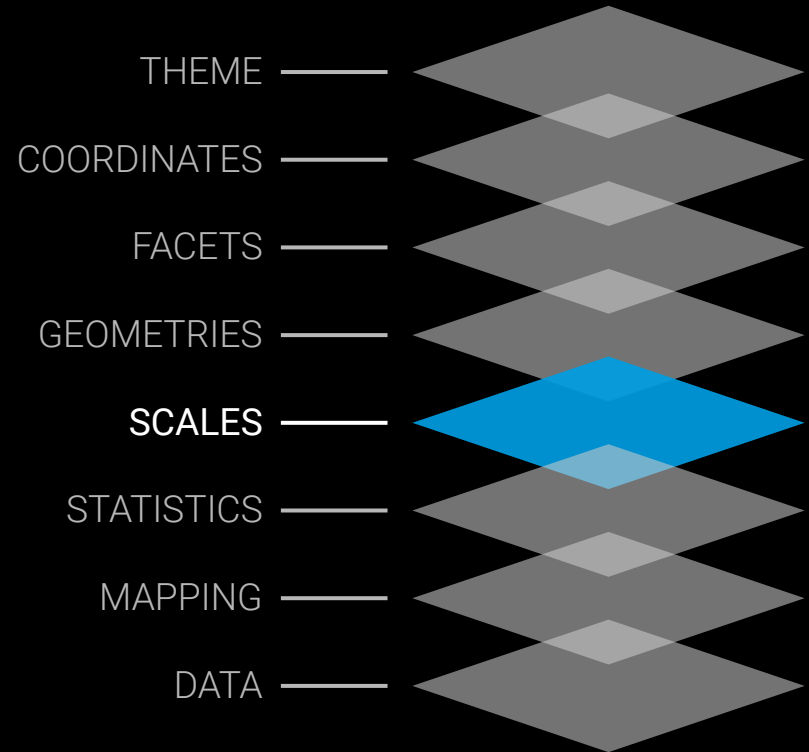 THEME
COORDINATES
FACETS
GEOMETRIES
SCALES
STATISTICS
MAPPING
DATA